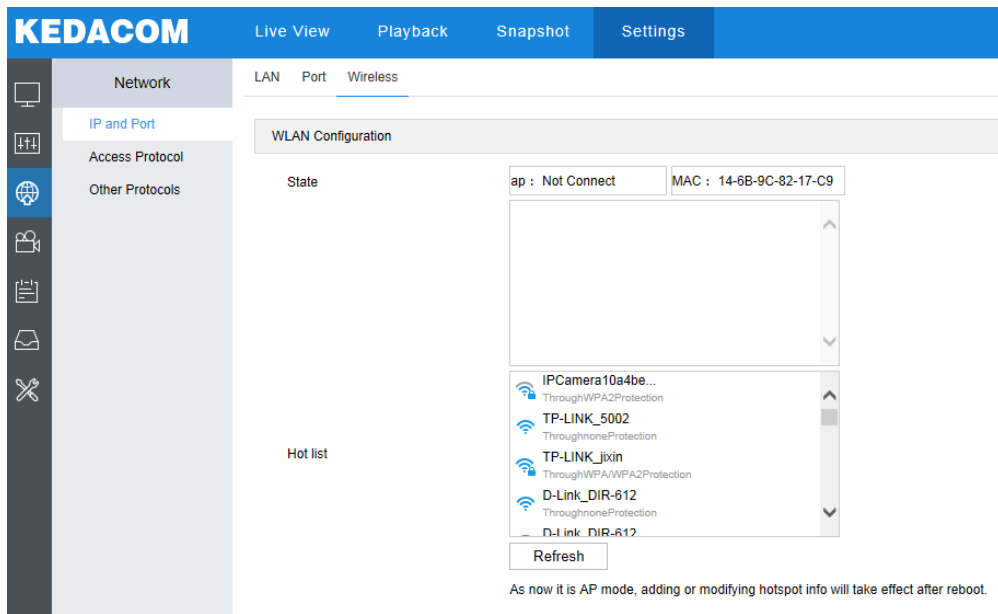 KEDACOM Live View Playback Snapshot Settings
Network
LAN Port Wireless
IP and Port
Access Protocol
Other Protocols
WLAN Configuration
State
ap : Not Connect
MAC : 14-6B-9C-82-17-C9
Hot list
IPCamera10a4be...
ThroughWPA2Protection
TP-LINK_5002
ThroughnoneProtection
TP-LINK_jixin
ThroughWPA/WPA2Protection
D-Link_DIR-612
ThroughnoneProtection
D-Link_DIR-612
Refresh
As now it is AP mode, adding or modifying hotspot info will take effect after reboot.